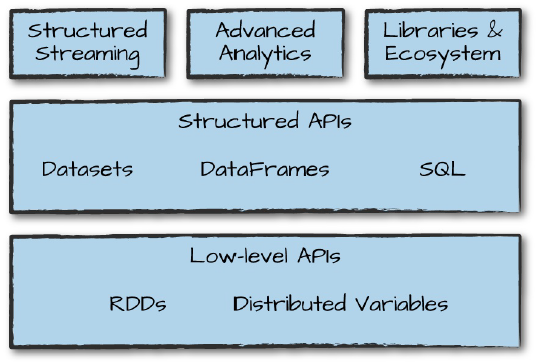 Structured
Streaming
Advanced
Analytics
Libraries &
Ecosystem
Structured APIs
Datasets DataFrames SQL
Low-level APIs
RDDs Distributed Variables